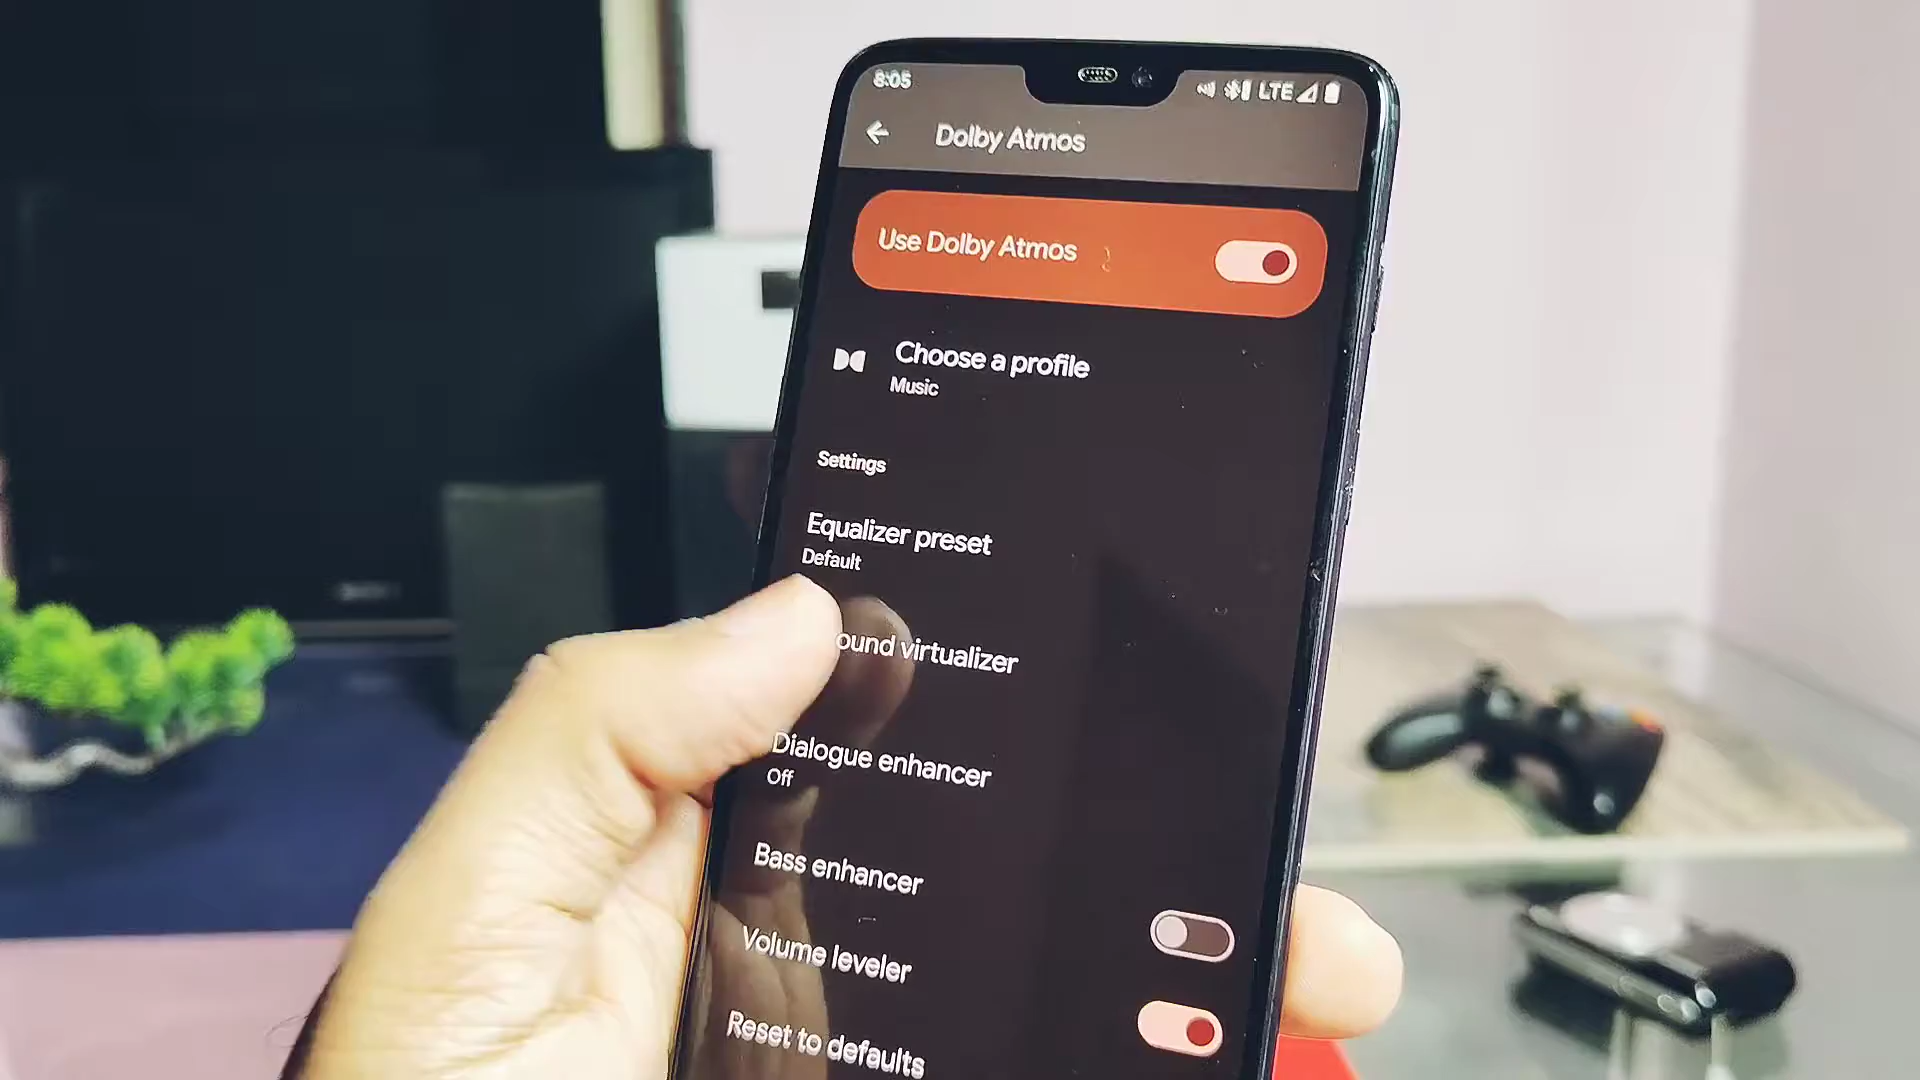 8:05
LTE
Dolby Atmos
Use Dolby Atmos
Choose a profile
Music
Settings
Equalizer preset
Default
ound virtualizer
Dialogue enhancer
Off
Bass enhancer
Volume leveler
Reset to defaults